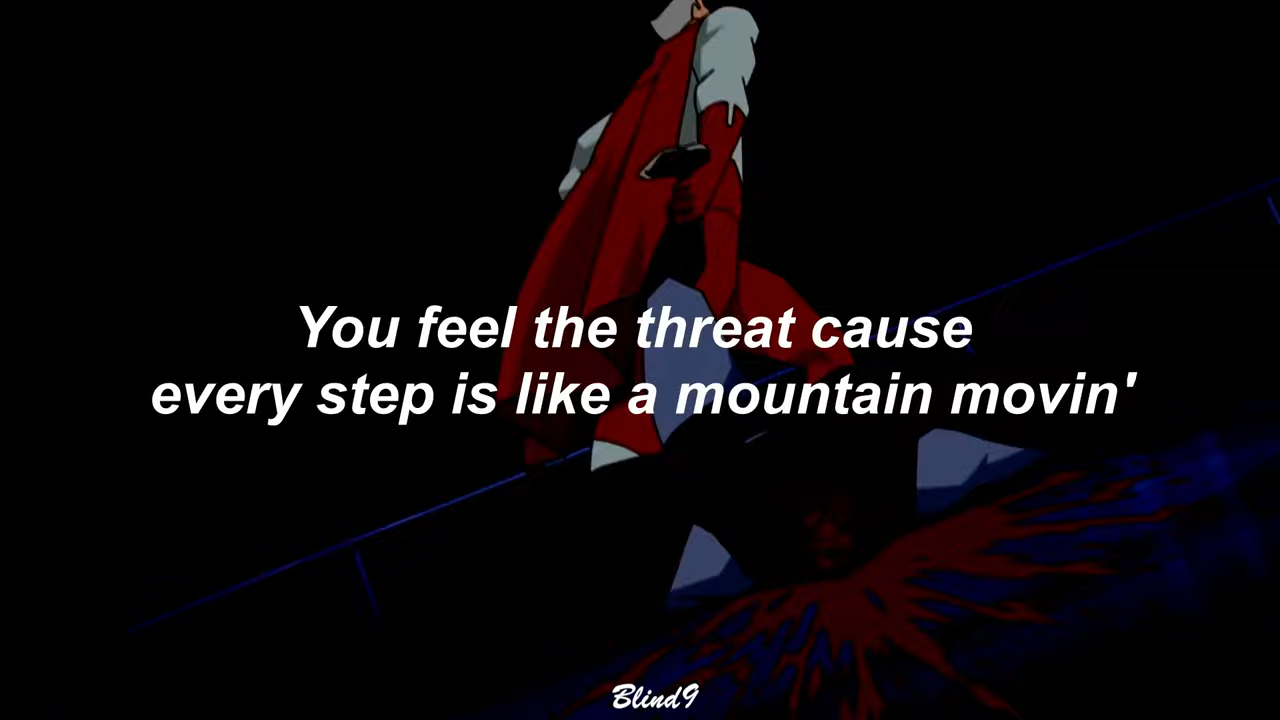 You feel the threat cause
every step is like a mountain movin'
Blind9